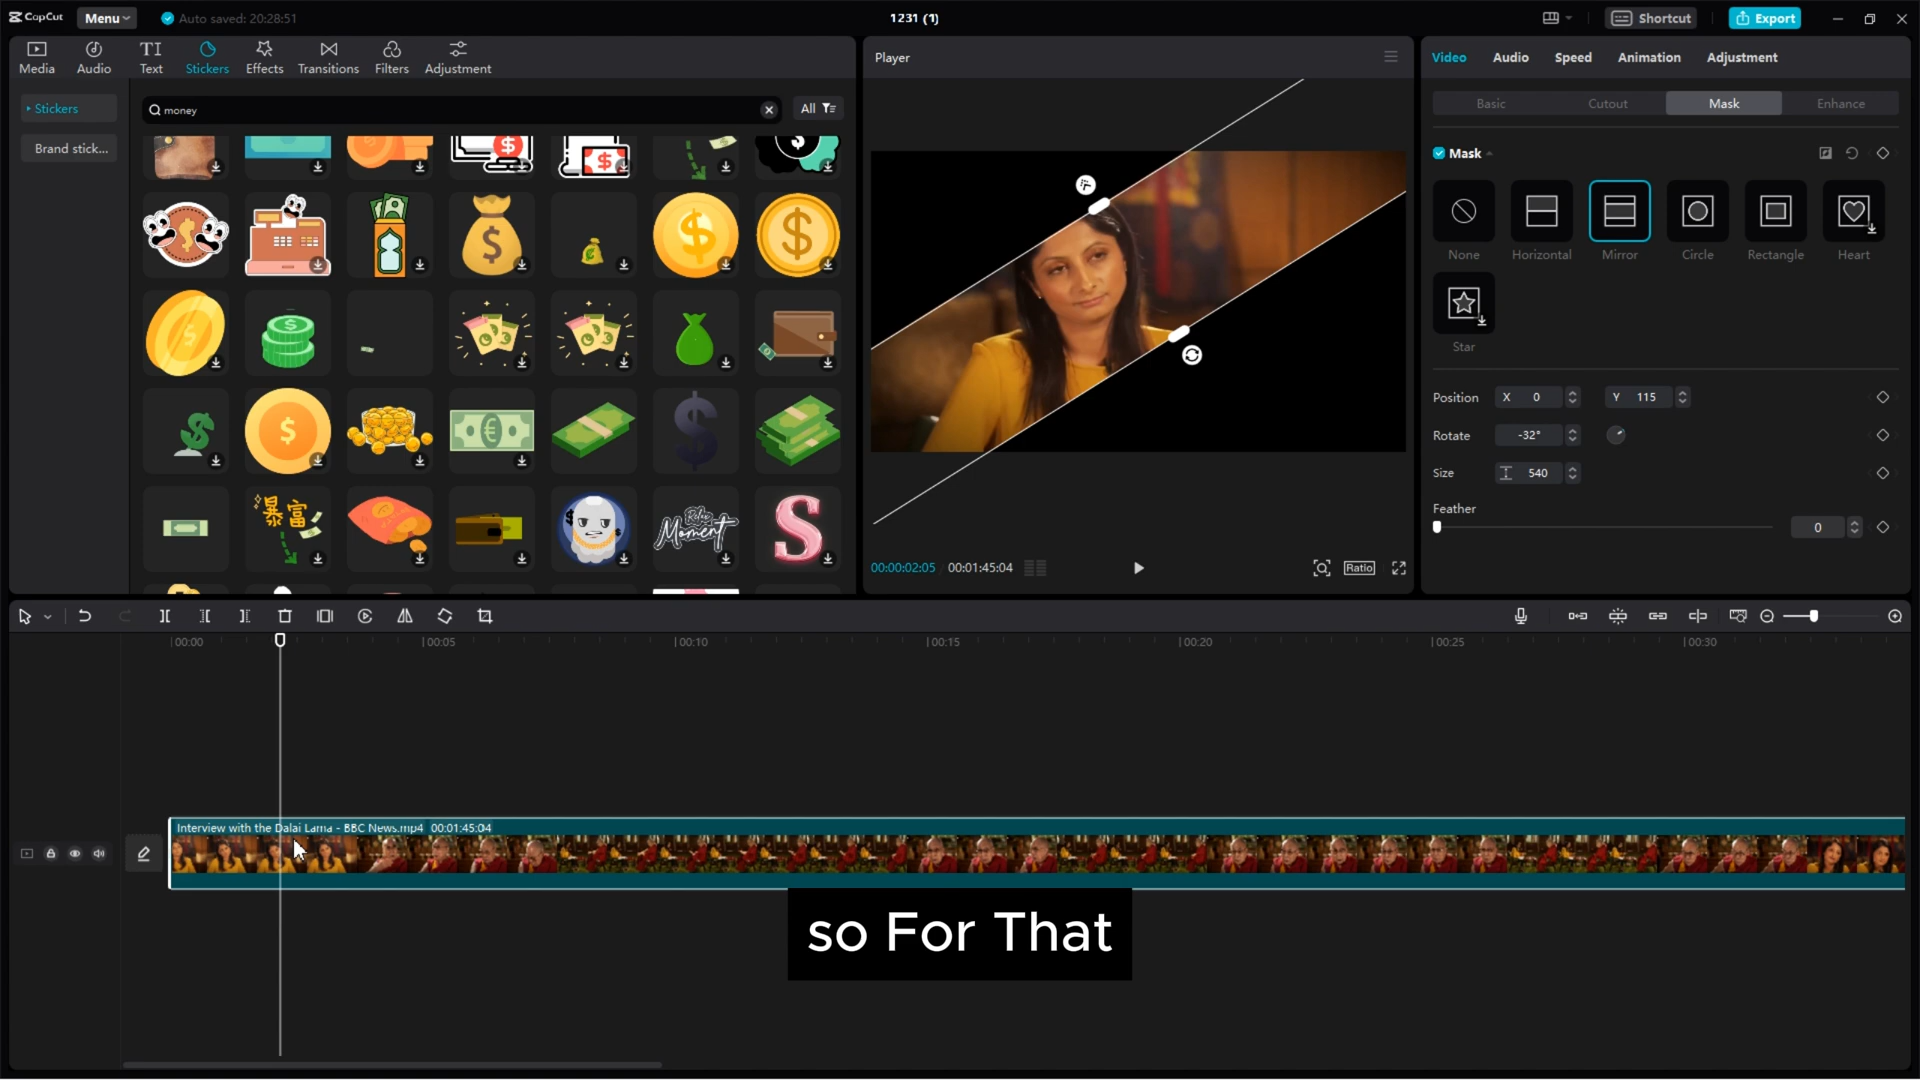 CapCut
Menu
Auto saved: 20:28:51
1231 (1)
Shortcut
Export
Media
Audio
Text
Stickers
Effects
Transitions
Filters
Adjustment
Stickers
Brand stick...
money
All
暴富
Relax
Moment
S
Player
00:00:02:05
00:01:45:04
Ratio
Video
Audio
Speed
Animation
Adjustment
Basic
Cutout
Mask
Enhance
Mask
None
Horizontal
Mirror
Circle
Rectangle
Heart
Star
Position
X 0
Y 115
Rotate
-32°
Size
540
Feather
0
00:00
00:05
00:10
00:15
00:20
00:25
00:30
Interview with the Dalai Lama - BBC News.mp4 00:01:45:04
so For That